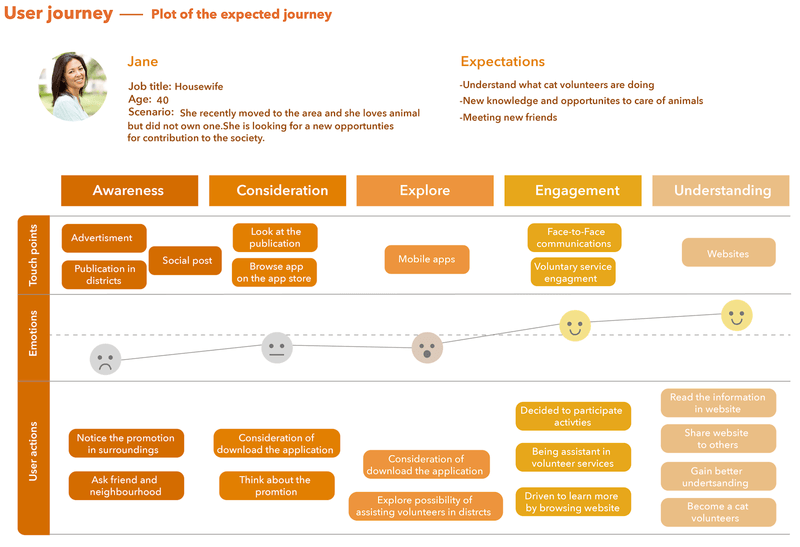 User journey — Plot of the expected journey
Jane
Job title: Housewife
Age: 40
Scenario: She recently moved to the area and she loves animal
but did not own one.She is looking for a new opportunties
for contribution to the society.
Expectations
-Understand what cat volunteers are doing
-New knowledge and opportunites to care of animals
-Meeting new friends
Awareness
Consideration
Explore
Engagement
Understanding
Touch points
Advertisment
Publication in
districts
Social post
Look at the
publication
Browse app
on the app store
Mobile apps
Face-to-Face
communications
Voluntary service
engagment
Websites
Emotions
User actions
Notice the promotion
in surroundings
Ask friend and
neighbourhood
Consideration of
download the application
Think about the
promtion
Consideration of
download the application
Explore possibility of
assisting volunteers in distrcts
Decided to participate
activties
Being assistant in
volunteer services
Driven to learn more
by browsing website
Read the information
in website
Share website
to others
Gain better
undertsanding
Become a cat
volunteers